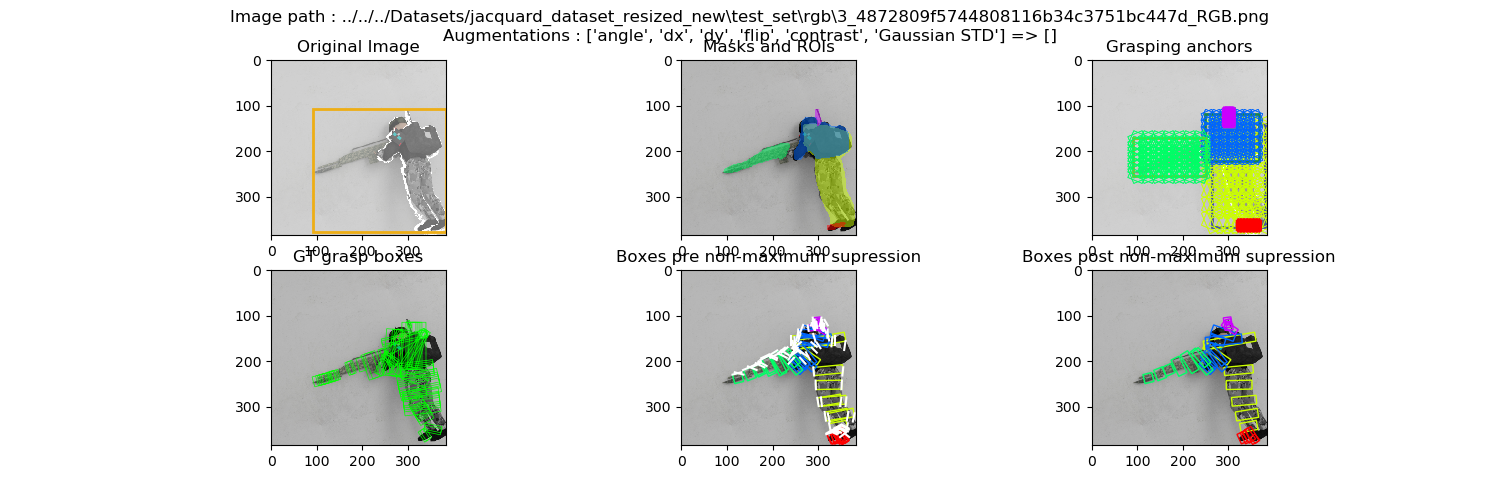 Image path : ../../../Datasets/jacquard_dataset_resized_new\test_set\rgb\3_4872809f5744808116b34c3751bc447d_RGB.png
Augmentations : ['angle', 'dx', 'dy', 'flip', 'contrast', 'Gaussian STD'] => []
Original Image
0
100
200
300
0 100 200 300
Masks and ROIs
0
100
200
300
0 100 200 300
Grasping anchors
0
100
200
300
0 100 200 300
GT grasp boxes
0
100
200
300
0 100 200 300
Boxes pre non-maximum supression
0
100
200
300
0 100 200 300
Boxes post non-maximum supression
0
100
200
300
0 100 200 300